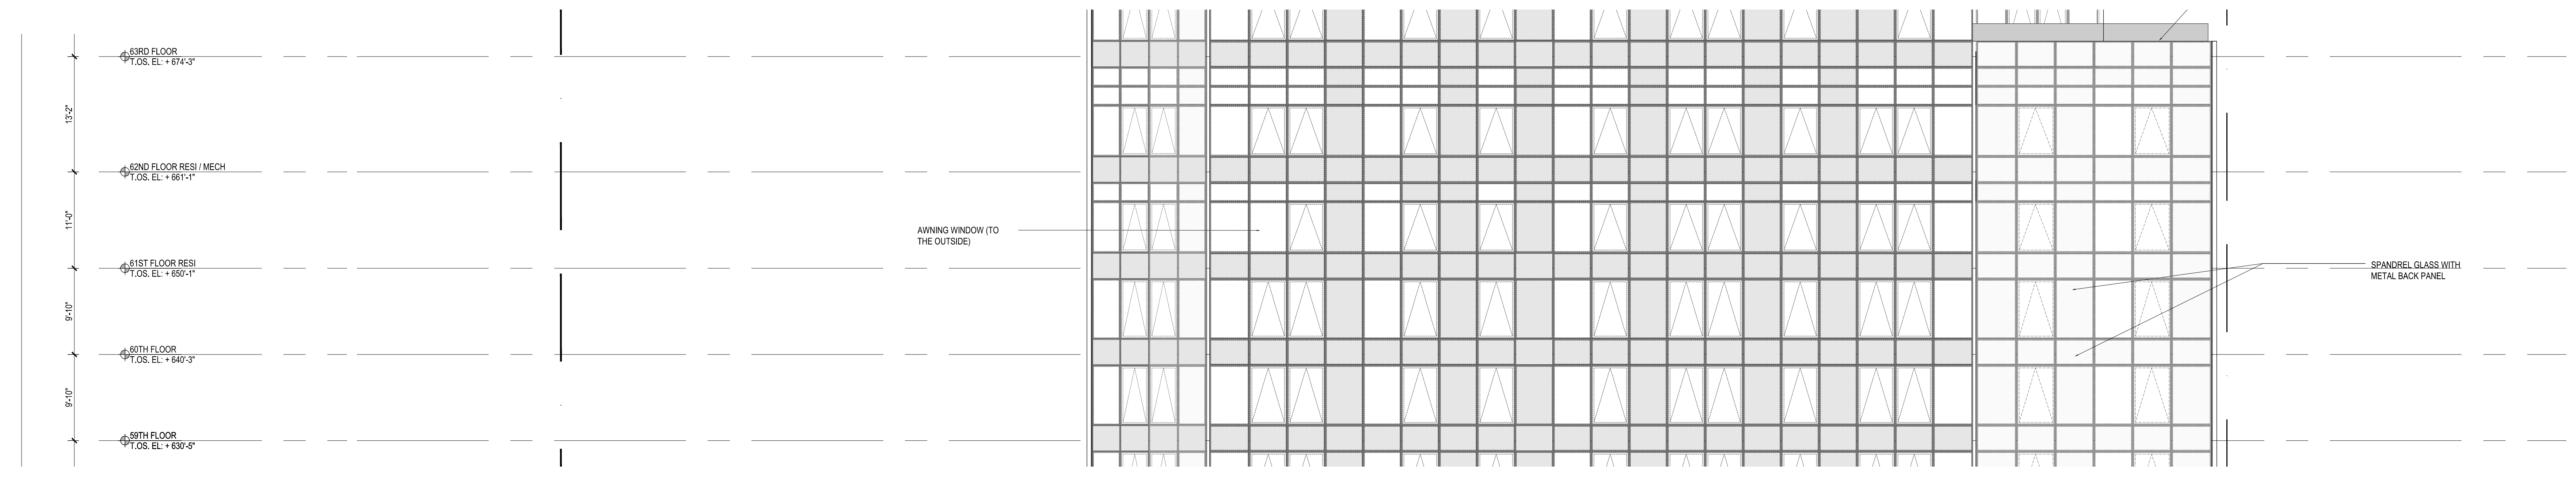 63RD FLOOR
T.OS. EL: + 674'-3"
13'-2"
62ND FLOOR RESI / MECH
T.OS. EL: + 661'-1"
11'-0"
AWNING WINDOW (TO
THE OUTSIDE)
61ST FLOOR RESI
T.OS. EL: + 650'-1"
SPANDREL GLASS WITH
METAL BACK PANEL
9'-10"
60TH FLOOR
T.OS. EL: + 640'-3"
9'-10"
59TH FLOOR
T.OS. EL: + 630'-5"